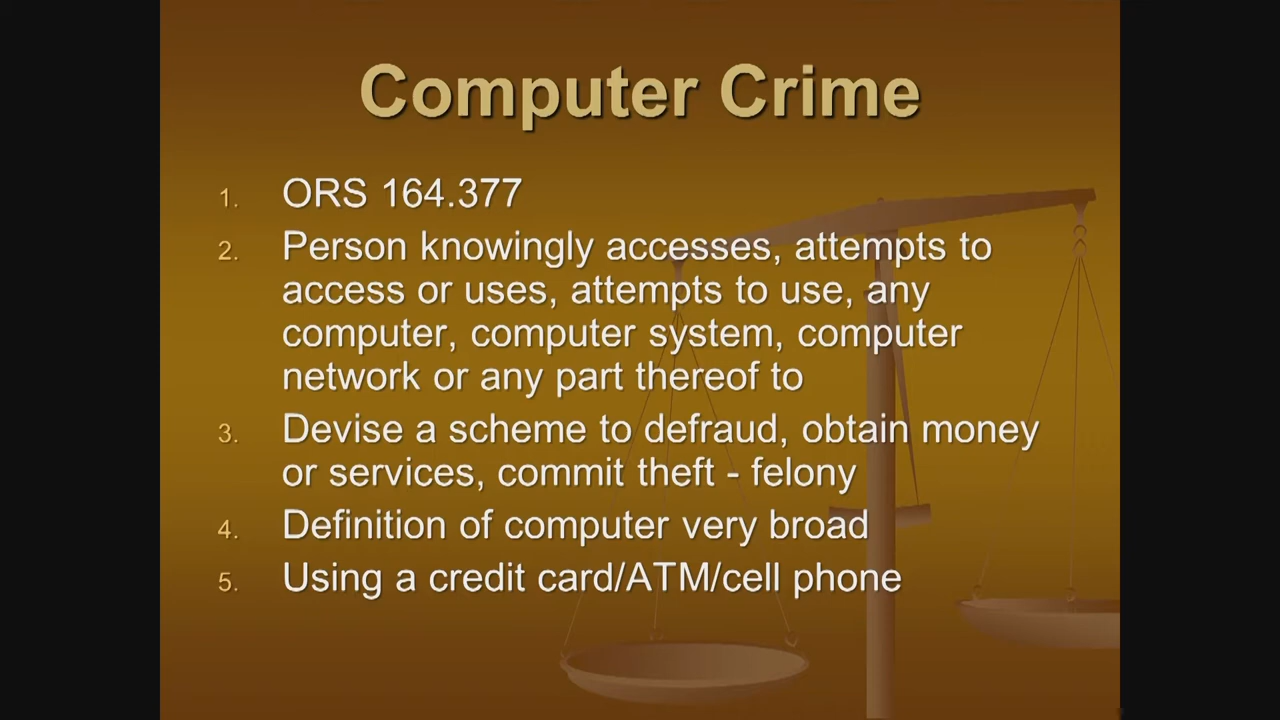 Computer Crime
1. ORS 164.377
2. Person knowingly accesses, attempts to
access or uses, attempts to use, any
computer, computer system, computer
network or any part thereof to
3. Devise a scheme to defraud, obtain money
or services, commit theft - felony
4. Definition of computer very broad
5. Using a credit card/ATM/cell phone